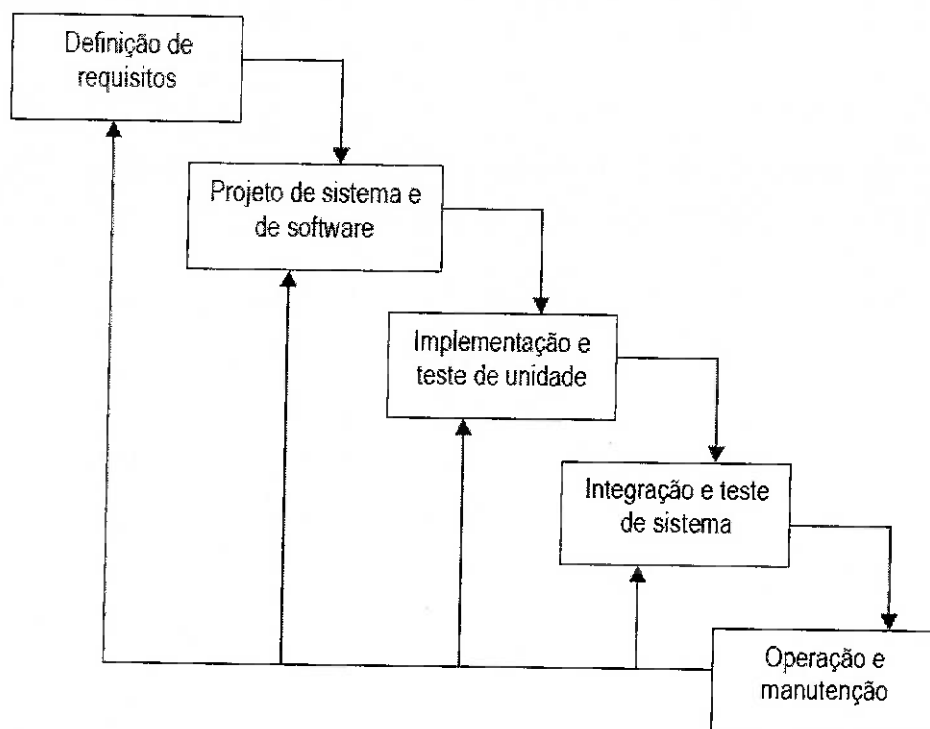 Definição de
requisitos
Projeto de sistema e
de software
Implementação e
teste de unidade
Integração e teste
de sistema
Operação e
manutenção